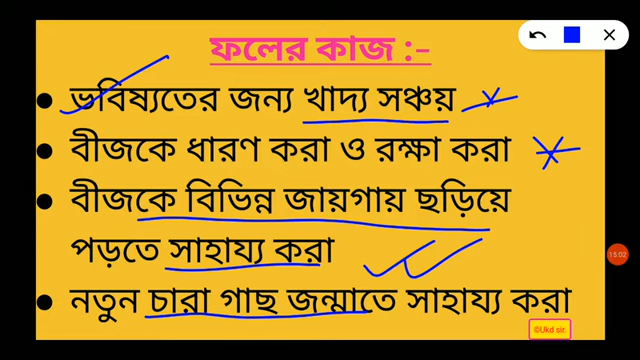 ফলের কাজ :-
● ভবিষ্যতের জন্য খাদ্য সঞ্চয়
● বীজকে ধারণ করা ও রক্ষা করা
● বীজকে বিভিন্ন জায়গায় ছড়িয়ে
পড়তে সাহায্য করা
● নতুন চারা গাছ জন্মাতে সাহায্য করা
15:02
©Ukd sir.